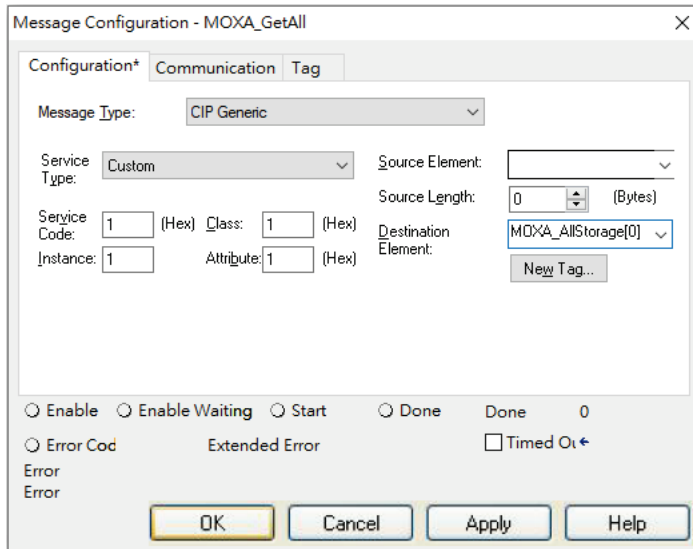 Message Configuration - MOXA_GetAll
Configuration* Communication Tag
Message Type: CIP Generic
Service Type: Custom
Source Element:
Source Length: 0 (Bytes)
Service Code: 1 (Hex) Class: 1 (Hex)
Destination Element: MOXA_AllStorage[0]
Instance: 1 Attribute: 1 (Hex)
New Tag...
Enable Enable Waiting Start Done Done 0
Error Cod Extended Error Timed Ou
Error
Error
OK Cancel Apply Help